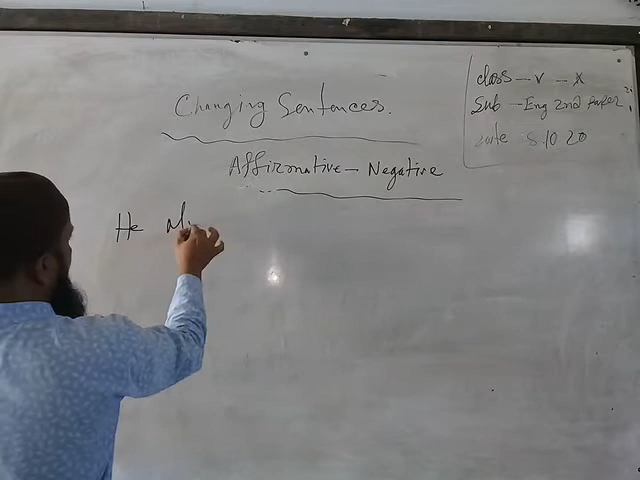 Changing Sentences.
Affirmative - Negative
class - V - X
Sub - Eng 2nd Paper
Date 5.10 20
He